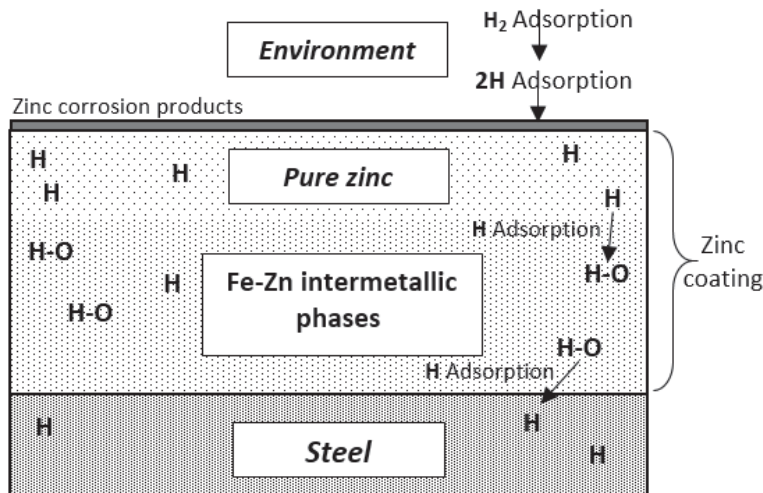 H₂ Adsorption
Environment
2H Adsorption
Zinc corrosion products
H
H
H
H
Pure zinc
H
H Adsorption
H-O
Zinc
coating
H-O
H
Fe-Zn intermetallic
phases
H-O
H-O
H Adsorption
H
H
Steel
H